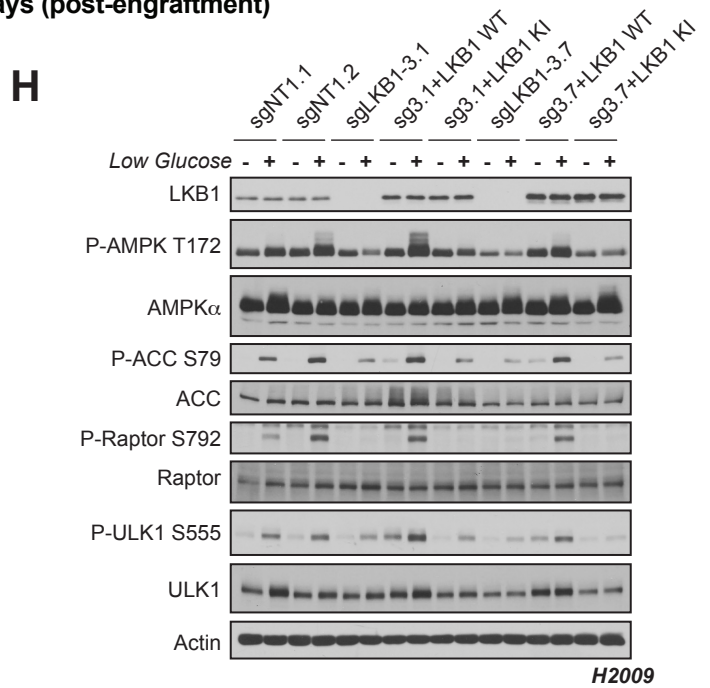 ays (post-engraftment)
H
sgNT1.1 sgNT1.2 sgLKB1-3.1 sg3.1+LKB1 WT sg3.1+LKB1 KI sgLKB1-3.7 sg3.7+LKB1 WT sg3.7+LKB1 KI
Low Glucose - + - + - + - + - + - + - + - +
LKB1
P-AMPK T172
AMPKα
P-ACC S79
ACC
P-Raptor S792
Raptor
P-ULK1 S555
ULK1
Actin
H2009